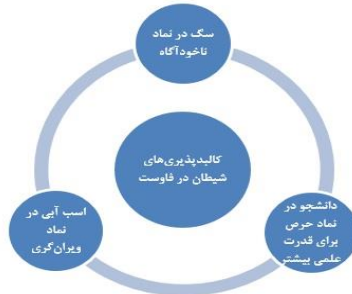 سگ در نماد
ناخودآگاه
کالبدپذیری‌های
شیطان در فاوست
دانشجو در
نماد حرص
برای قدرت
علمی بیشتر
اسب آبی در
نماد
ویران‌گری